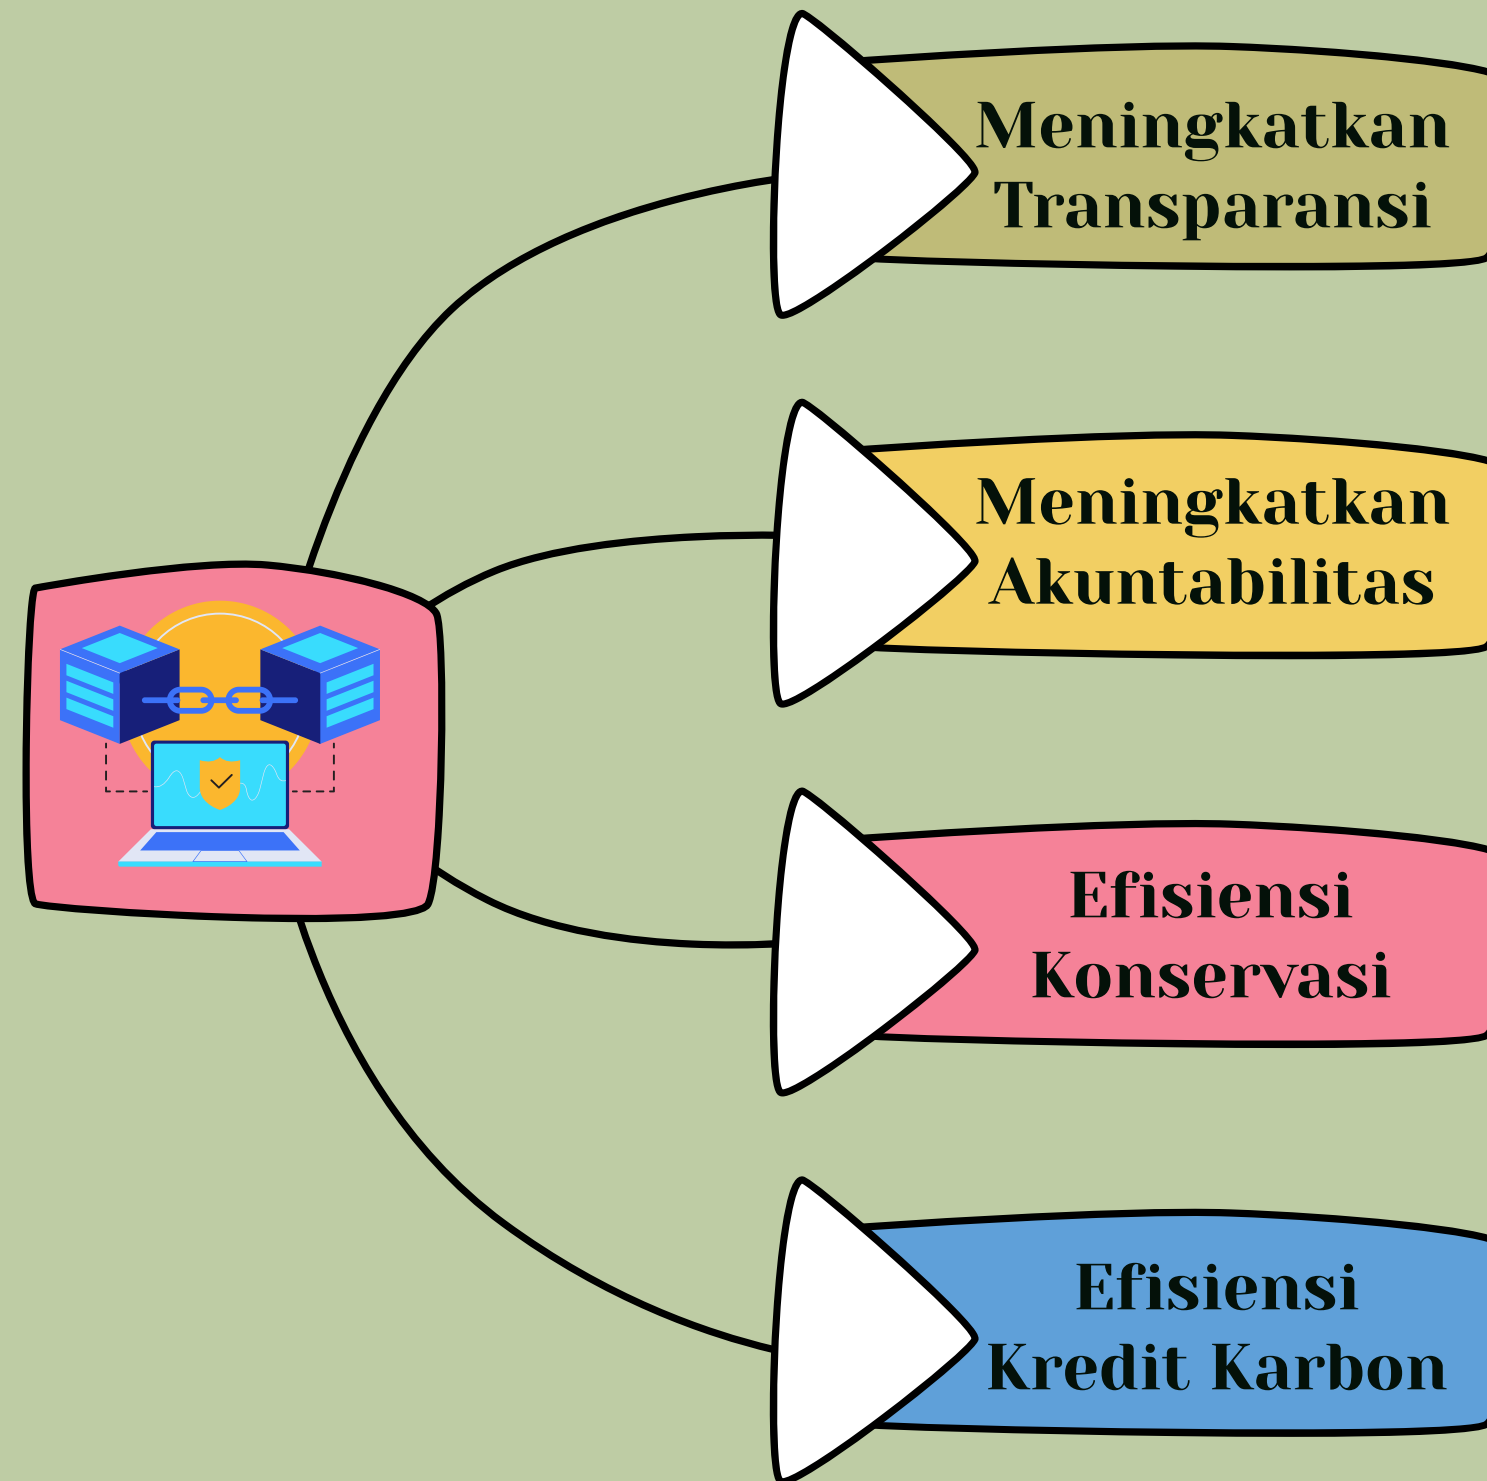 Meningkatkan
Transparansi
Meningkatkan
Akuntabilitas
Efisiensi
Konservasi
Efisiensi
Kredit Karbon